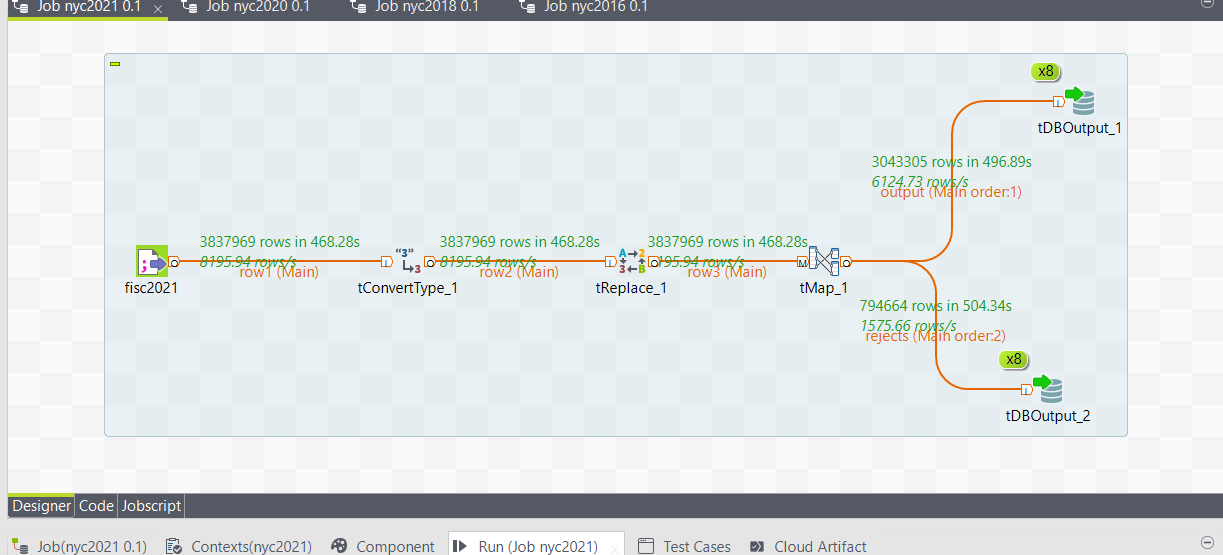 Job nyc2021 0.1 Job nyc2020 0.1 Job nyc2018 0.1 Job nyc2016 0.1
x8
tDBOutput_1
3043305 rows in 496.89s
6124.73 rows/s
output (Main order:1)
3837969 rows in 468.28s 3837969 rows in 468.28s 3837969 rows in 468.28s
8195.94 rows/s 8195.94 rows/s 195.94 rows/s
row1 (Main) row2 (Main) row3 (Main)
fisc2021 tConvertType_1 tReplace_1 tMap_1
794664 rows in 504.34s
1575.66 rows/s
rejects (Main order:2)
x8
tDBOutput_2
Designer Code Jobscript
Job(nyc2021 0.1) Contexts(nyc2021) Component Run (Job nyc2021) Test Cases Cloud Artifact